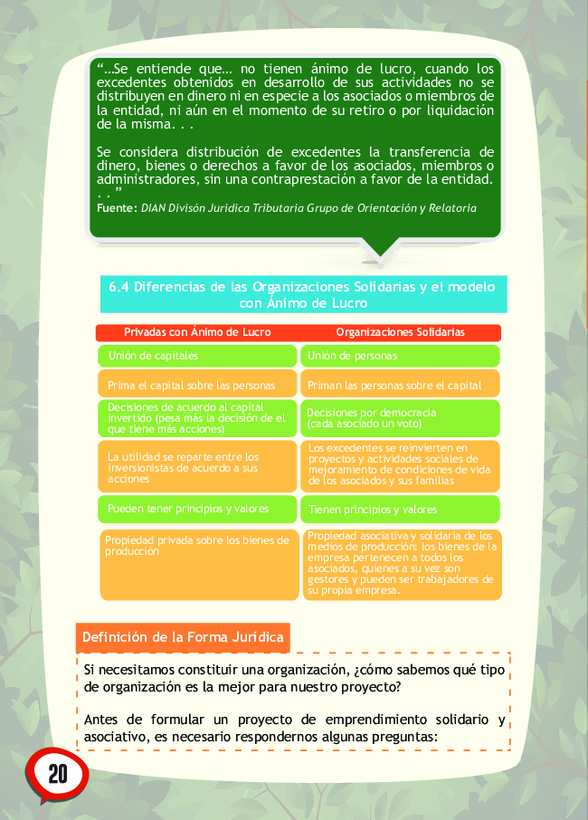 “…Se entiende que… no tienen ánimo de lucro, cuando los
excedentes obtenidos en desarrollo de sus actividades no se
distribuyen en dinero ni en especie a los asociados o miembros de
la entidad, ni aún en el momento de su retiro o por liquidación
de la misma. . .
Se considera distribución de excedentes la transferencia de
dinero, bienes o derechos a favor de los asociados, miembros o
administradores, sin una contraprestación a favor de la entidad.
. . ”
Fuente: DIAN Divisón Juridica Tributaria Grupo de Orientación y Relatoria
6.4 Diferencias de las Organizaciones Solidarias y el modelo
con Ánimo de Lucro
Privadas con Ánimo de Lucro
Organizaciones Solidarias
Unión de capitales
Unión de personas
Prima el capital sobre las personas
Priman las personas sobre el capital
Decisiones de acuerdo al capital
invertido (pesa más la decisión de el
que tiene más acciones)
Decisiones por democracia
(cada asociado un voto)
La utilidad se reparte entre los
inversionistas de acuerdo a sus
acciones
Los excedentes se reinvierten en
proyectos y actividades sociales de
mejoramiento de condiciones de vida
de los asociados y sus familias
Pueden tener principios y valores
Tienen principios y valores
Propiedad privada sobre los bienes de
producción
Propiedad asociativa y solidaria de los
medios de producción: los bienes de la
empresa pertenecen a todos los
asociados, quienes a su vez son
gestores y pueden ser trabajadores de
su propia empresa.
Definición de la Forma Jurídica
Si necesitamos constituir una organización, ¿cómo sabemos qué tipo
de organización es la mejor para nuestro proyecto?
Antes de formular un proyecto de emprendimiento solidario y
asociativo, es necesario respondernos algunas preguntas:
20